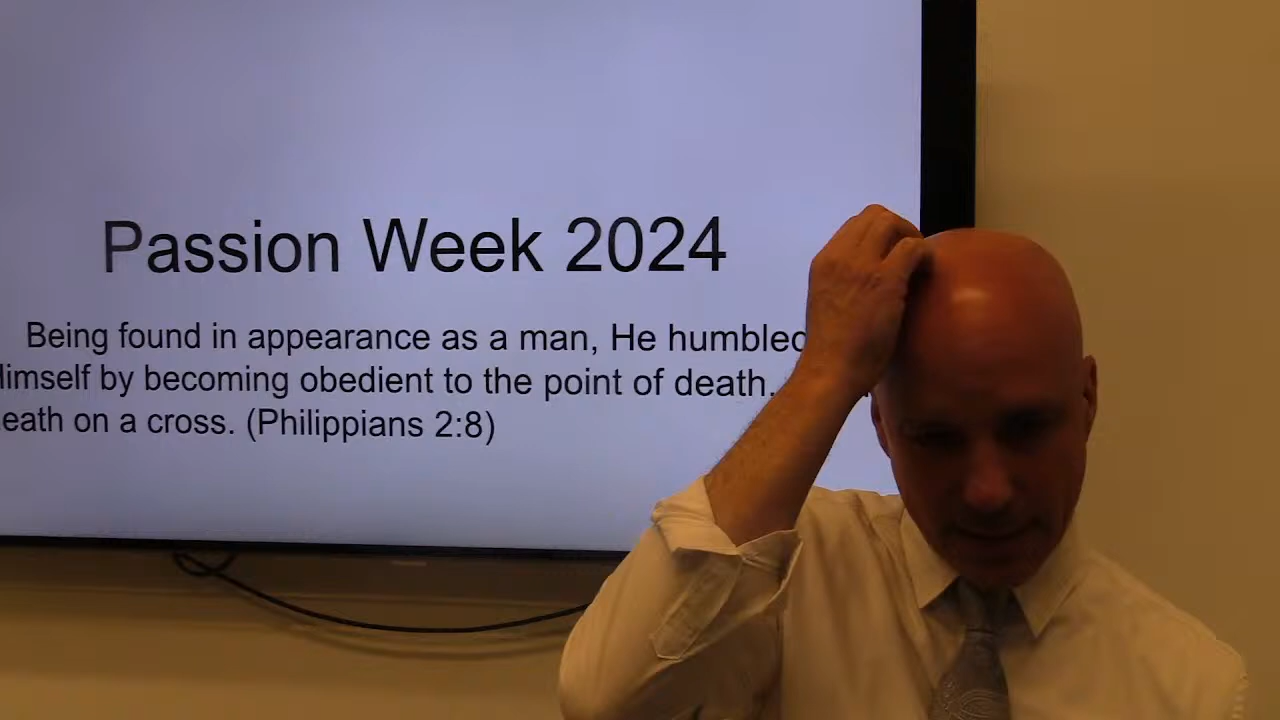 Passion Week 2024
Being found in appearance as a man, He humbled
Himself by becoming obedient to the point of death.
eath on a cross. (Philippians 2:8)